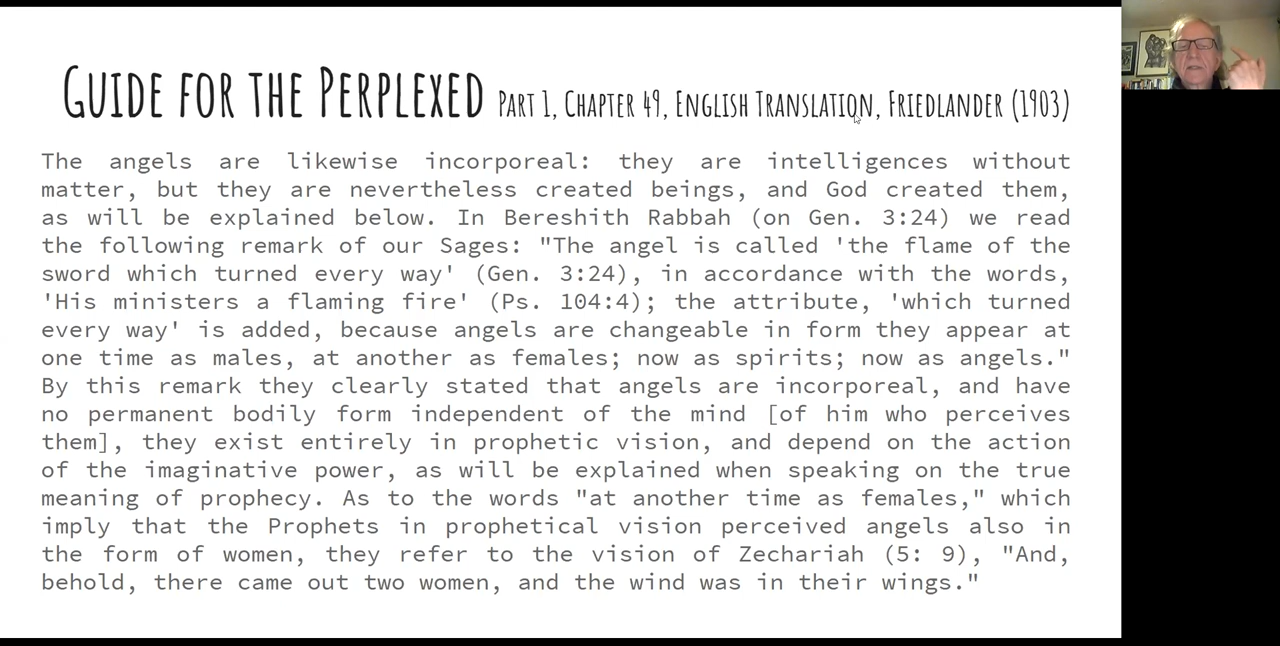 Guide for the Perplexed Part 1, Chapter 49, English Translation, Friedlander (1903)
The angels are likewise incorporeal: they are intelligences without
matter, but they are nevertheless created beings, and God created them,
as will be explained below. In Bereshith Rabbah (on Gen. 3:24) we read
the following remark of our Sages: "The angel is called 'the flame of the
sword which turned every way' (Gen. 3:24), in accordance with the words,
'His ministers a flaming fire' (Ps. 104:4); the attribute, 'which turned
every way' is added, because angels are changeable in form they appear at
one time as males, at another as females; now as spirits; now as angels."
By this remark they clearly stated that angels are incorporeal, and have
no permanent bodily form independent of the mind [of him who perceives
them], they exist entirely in prophetic vision, and depend on the action
of the imaginative power, as will be explained when speaking on the true
meaning of prophecy. As to the words "at another time as females," which
imply that the Prophets in prophetical vision perceived angels also in
the form of women, they refer to the vision of Zechariah (5: 9), "And,
behold, there came out two women, and the wind was in their wings."